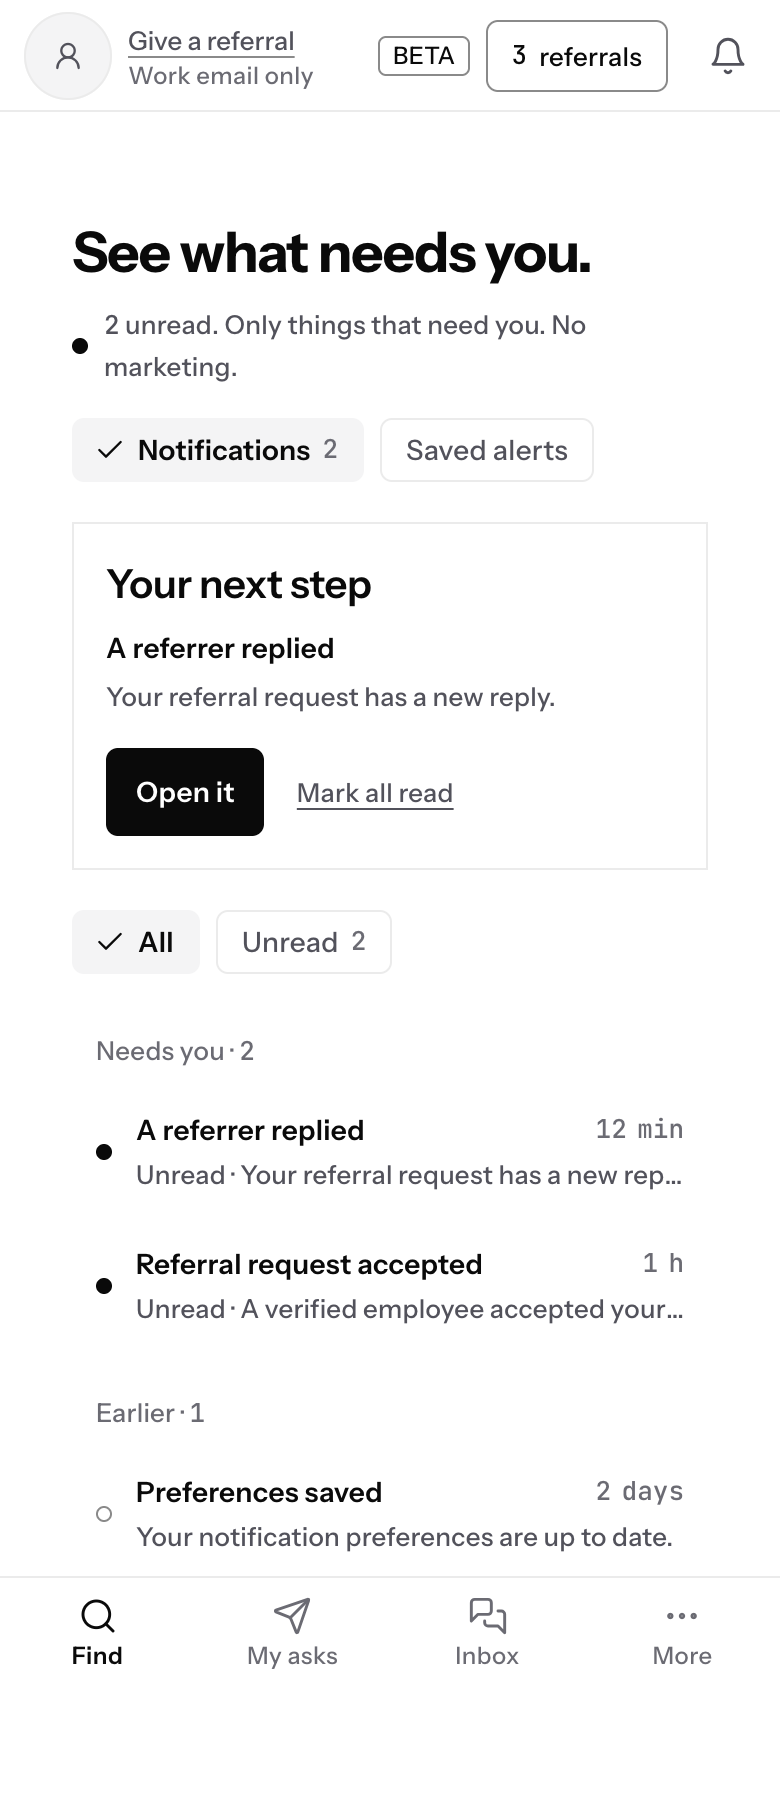 Give a referral
Work email only
BETA
3 referrals
See what needs you.
2 unread. Only things that need you. No
marketing.
Notifications 2
Saved alerts
Your next step
A referrer replied
Your referral request has a new reply.
Open it
Mark all read
All
Unread 2
Needs you · 2
A referrer replied
12 min
Unread · Your referral request has a new rep...
Referral request accepted
1 h
Unread · A verified employee accepted your...
Earlier · 1
Preferences saved
2 days
Your notification preferences are up to date.
Find
My asks
Inbox
More